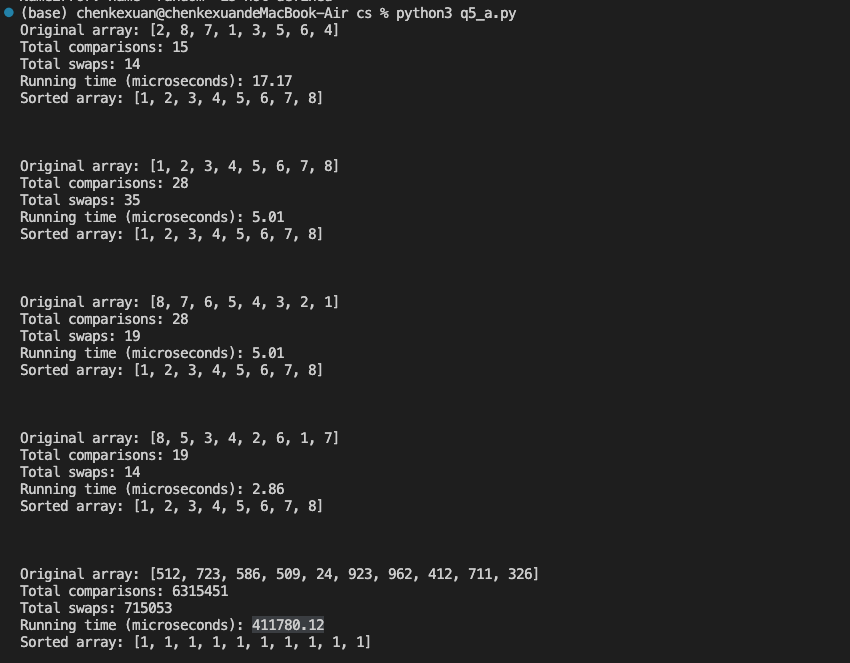 (base) chenkexuan@chenkexuandeMacBook-Air cs % python3 q5_a.py
Original array: [2, 8, 7, 1, 3, 5, 6, 4]
Total comparisons: 15
Total swaps: 14
Running time (microseconds): 17.17
Sorted array: [1, 2, 3, 4, 5, 6, 7, 8]
Original array: [1, 2, 3, 4, 5, 6, 7, 8]
Total comparisons: 28
Total swaps: 35
Running time (microseconds): 5.01
Sorted array: [1, 2, 3, 4, 5, 6, 7, 8]
Original array: [8, 7, 6, 5, 4, 3, 2, 1]
Total comparisons: 28
Total swaps: 19
Running time (microseconds): 5.01
Sorted array: [1, 2, 3, 4, 5, 6, 7, 8]
Original array: [8, 5, 3, 4, 2, 6, 1, 7]
Total comparisons: 19
Total swaps: 14
Running time (microseconds): 2.86
Sorted array: [1, 2, 3, 4, 5, 6, 7, 8]
Original array: [512, 723, 586, 509, 24, 923, 962, 412, 711, 326]
Total comparisons: 6315451
Total swaps: 715053
Running time (microseconds): 411780.12
Sorted array: [1, 1, 1, 1, 1, 1, 1, 1, 1, 1]